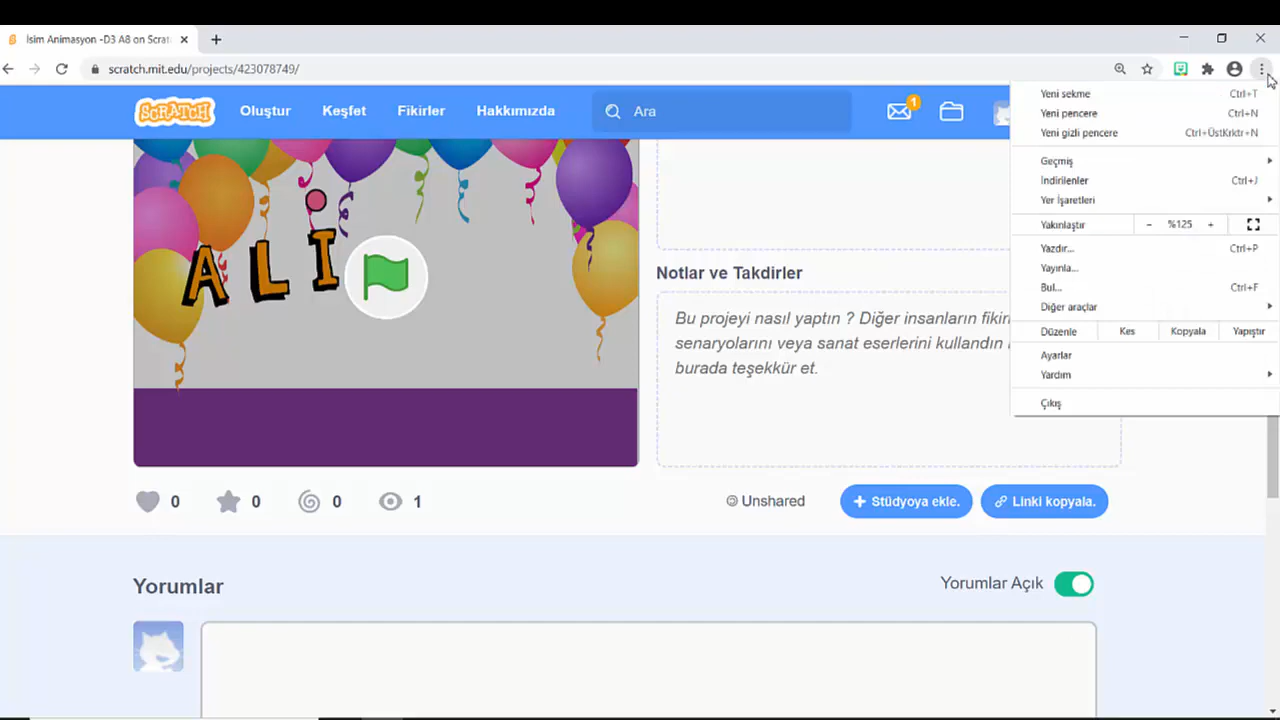 İsim Animasyon -D3 A8 on Scrat
scratch.mit.edu/projects/423078749/
SCRATCH
Oluştur
Keşfet
Fikirler
Hakkımızda
Ara
1
Yeni sekme Ctrl+T
Yeni pencere Ctrl+N
Yeni gizli pencere Ctrl+ÜstKrktr+N
Geçmiş
İndirilenler Ctrl+J
Yer İşaretleri
Yakınlaştır - %125 +
Yazdır... Ctrl+P
Yayınla...
Bul... Ctrl+F
Diğer araçlar
Düzenle Kes Kopyala Yapıştır
Ayarlar
Yardım
Çıkış
ALİ
Notlar ve Takdirler
Bu projeyi nasıl yaptın ? Diğer insanların fikirl
senaryolarını veya sanat eserlerini kullandın
burada teşekkür et.
0 0 0 1
Unshared
+ Stüdyoya ekle.
Linki kopyala.
Yorumlar
Yorumlar Açık